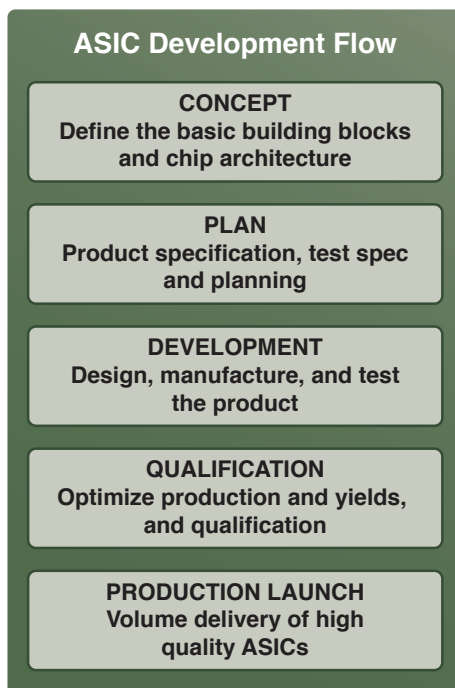 ASIC Development Flow
CONCEPT
Define the basic building blocks
and chip architecture
PLAN
Product specification, test spec
and planning
DEVELOPMENT
Design, manufacture, and test
the product
QUALIFICATION
Optimize production and yields,
and qualification
PRODUCTION LAUNCH
Volume delivery of high
quality ASICs